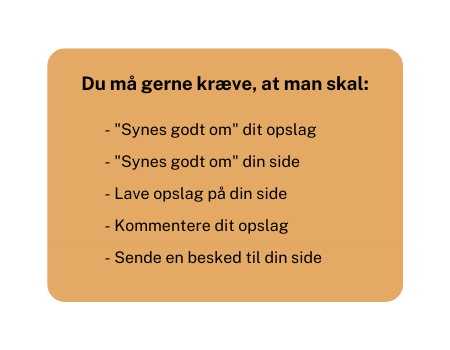 Du må gerne kræve, at man skal:
- "Synes godt om" dit opslag
- "Synes godt om" din side
- Lave opslag på din side
- Kommentere dit opslag
- Sende en besked til din side